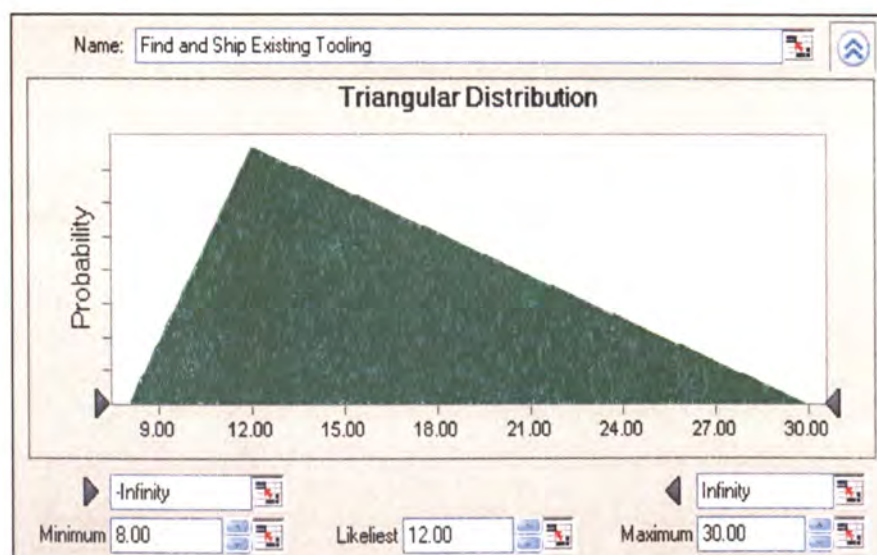 Name: Find and Ship Existing Tooling
Triangular Distribution
Probability
9.00 12.00 15.00 18.00 21.00 24.00 27.00 30.00
-Infinity Infinity
Minimum 8.00 Likeliest 12.00 Maximum 30.00